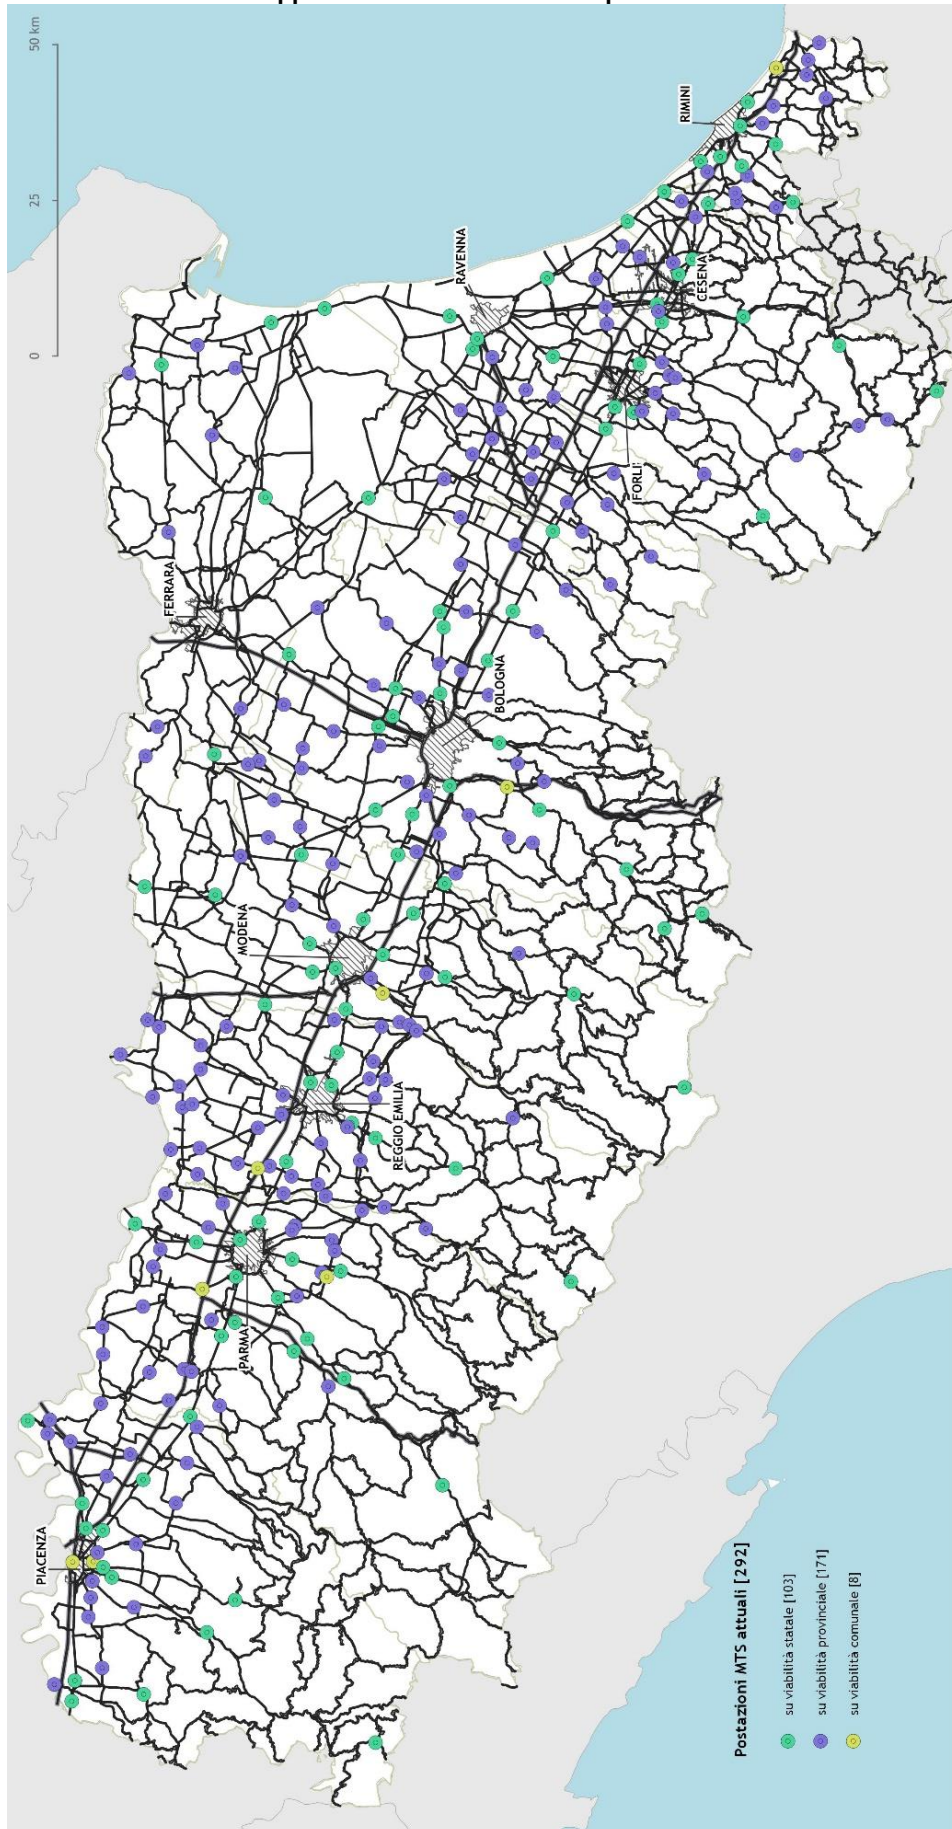 PIACENZA
PARMA
REGGIO EMILIA
MODENA
BOLOGNA
FERRARA
RAVENNA
FORLI'
CESENA
RIMINI
0 25 50 km
Postazioni MTS attuali [292]
su viabilità statale [103]
su viabilità provinciale [171]
su viabilità comunale [8]